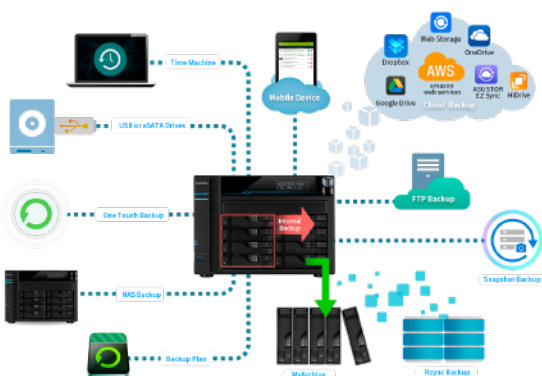 Time Machine
Mobile Device
Web Storage
OneDrive
Dropbox
AWS
amazon
web services
ASUSTOR
EZ Sync
HiDrive
Google Drive
Cloud Backup
USB or eSATA Drives
FTP Backup
One Touch Backup
Internal
Backup
Snapshot Backup
NAS Backup
Backup Plan
MyArchive
Rsync Backup